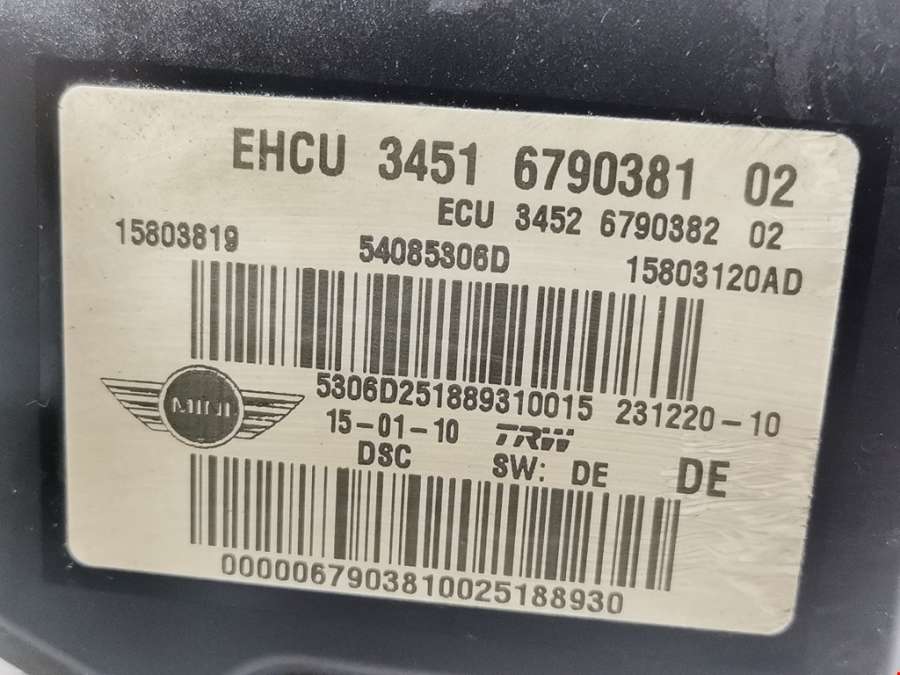 EHCU 3451 6790381 02
ECU 3452 6790382 02
15803819 54085306D 15803120AD
5306D251889310015 231220-10
MINI 15-01-10 TRW
DSC SW: DE DE
0000067903810025188930